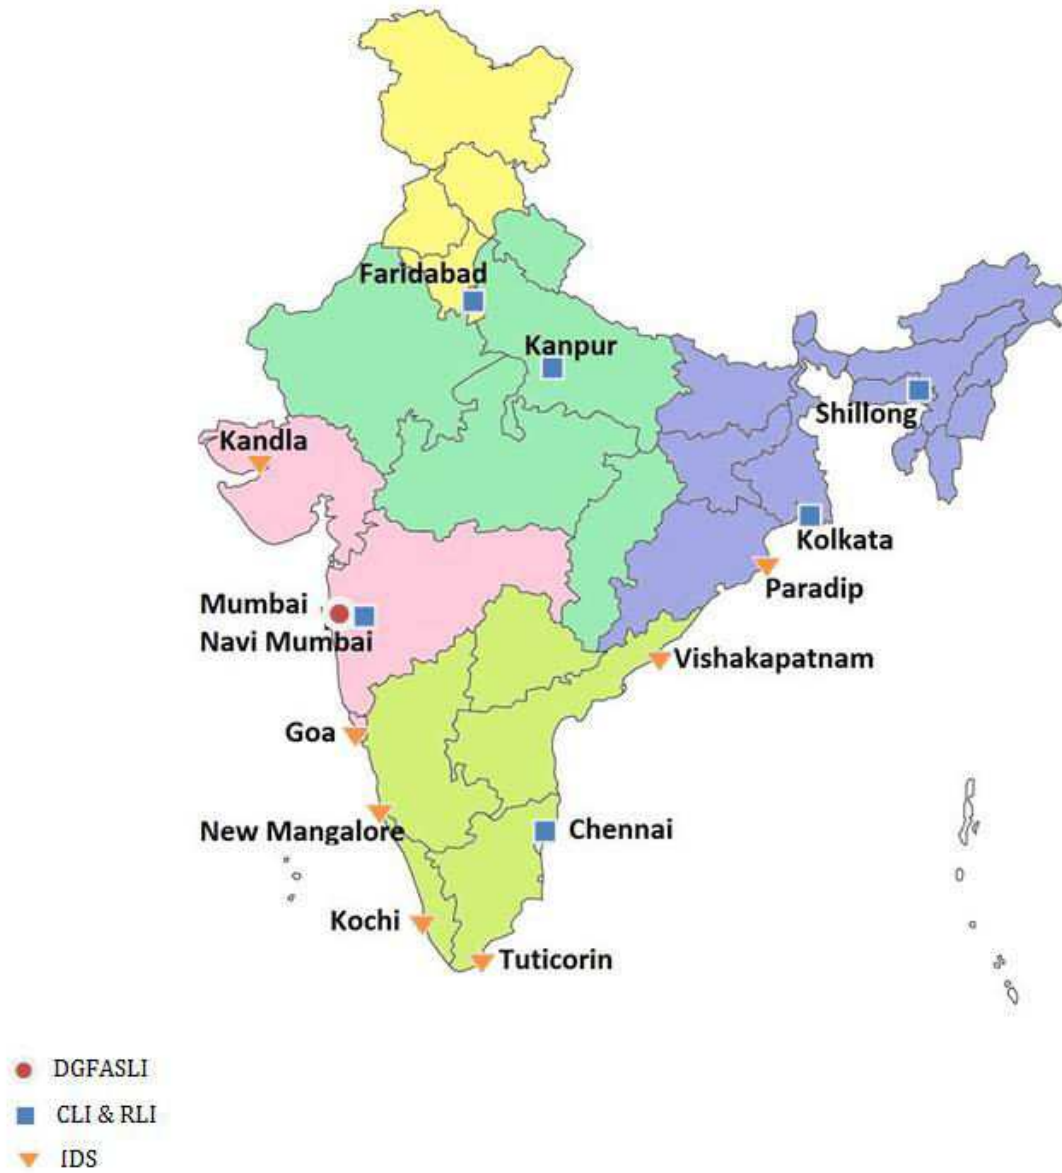 Faridabad
Kanpur
Shillong
Kandla
Kolkata
Paradip
Mumbai
Navi Mumbai
Vishakapatnam
Goa
New Mangalore
Chennai
Kochi
Tuticorin
DGFASLI
CLI & RLI
IDS